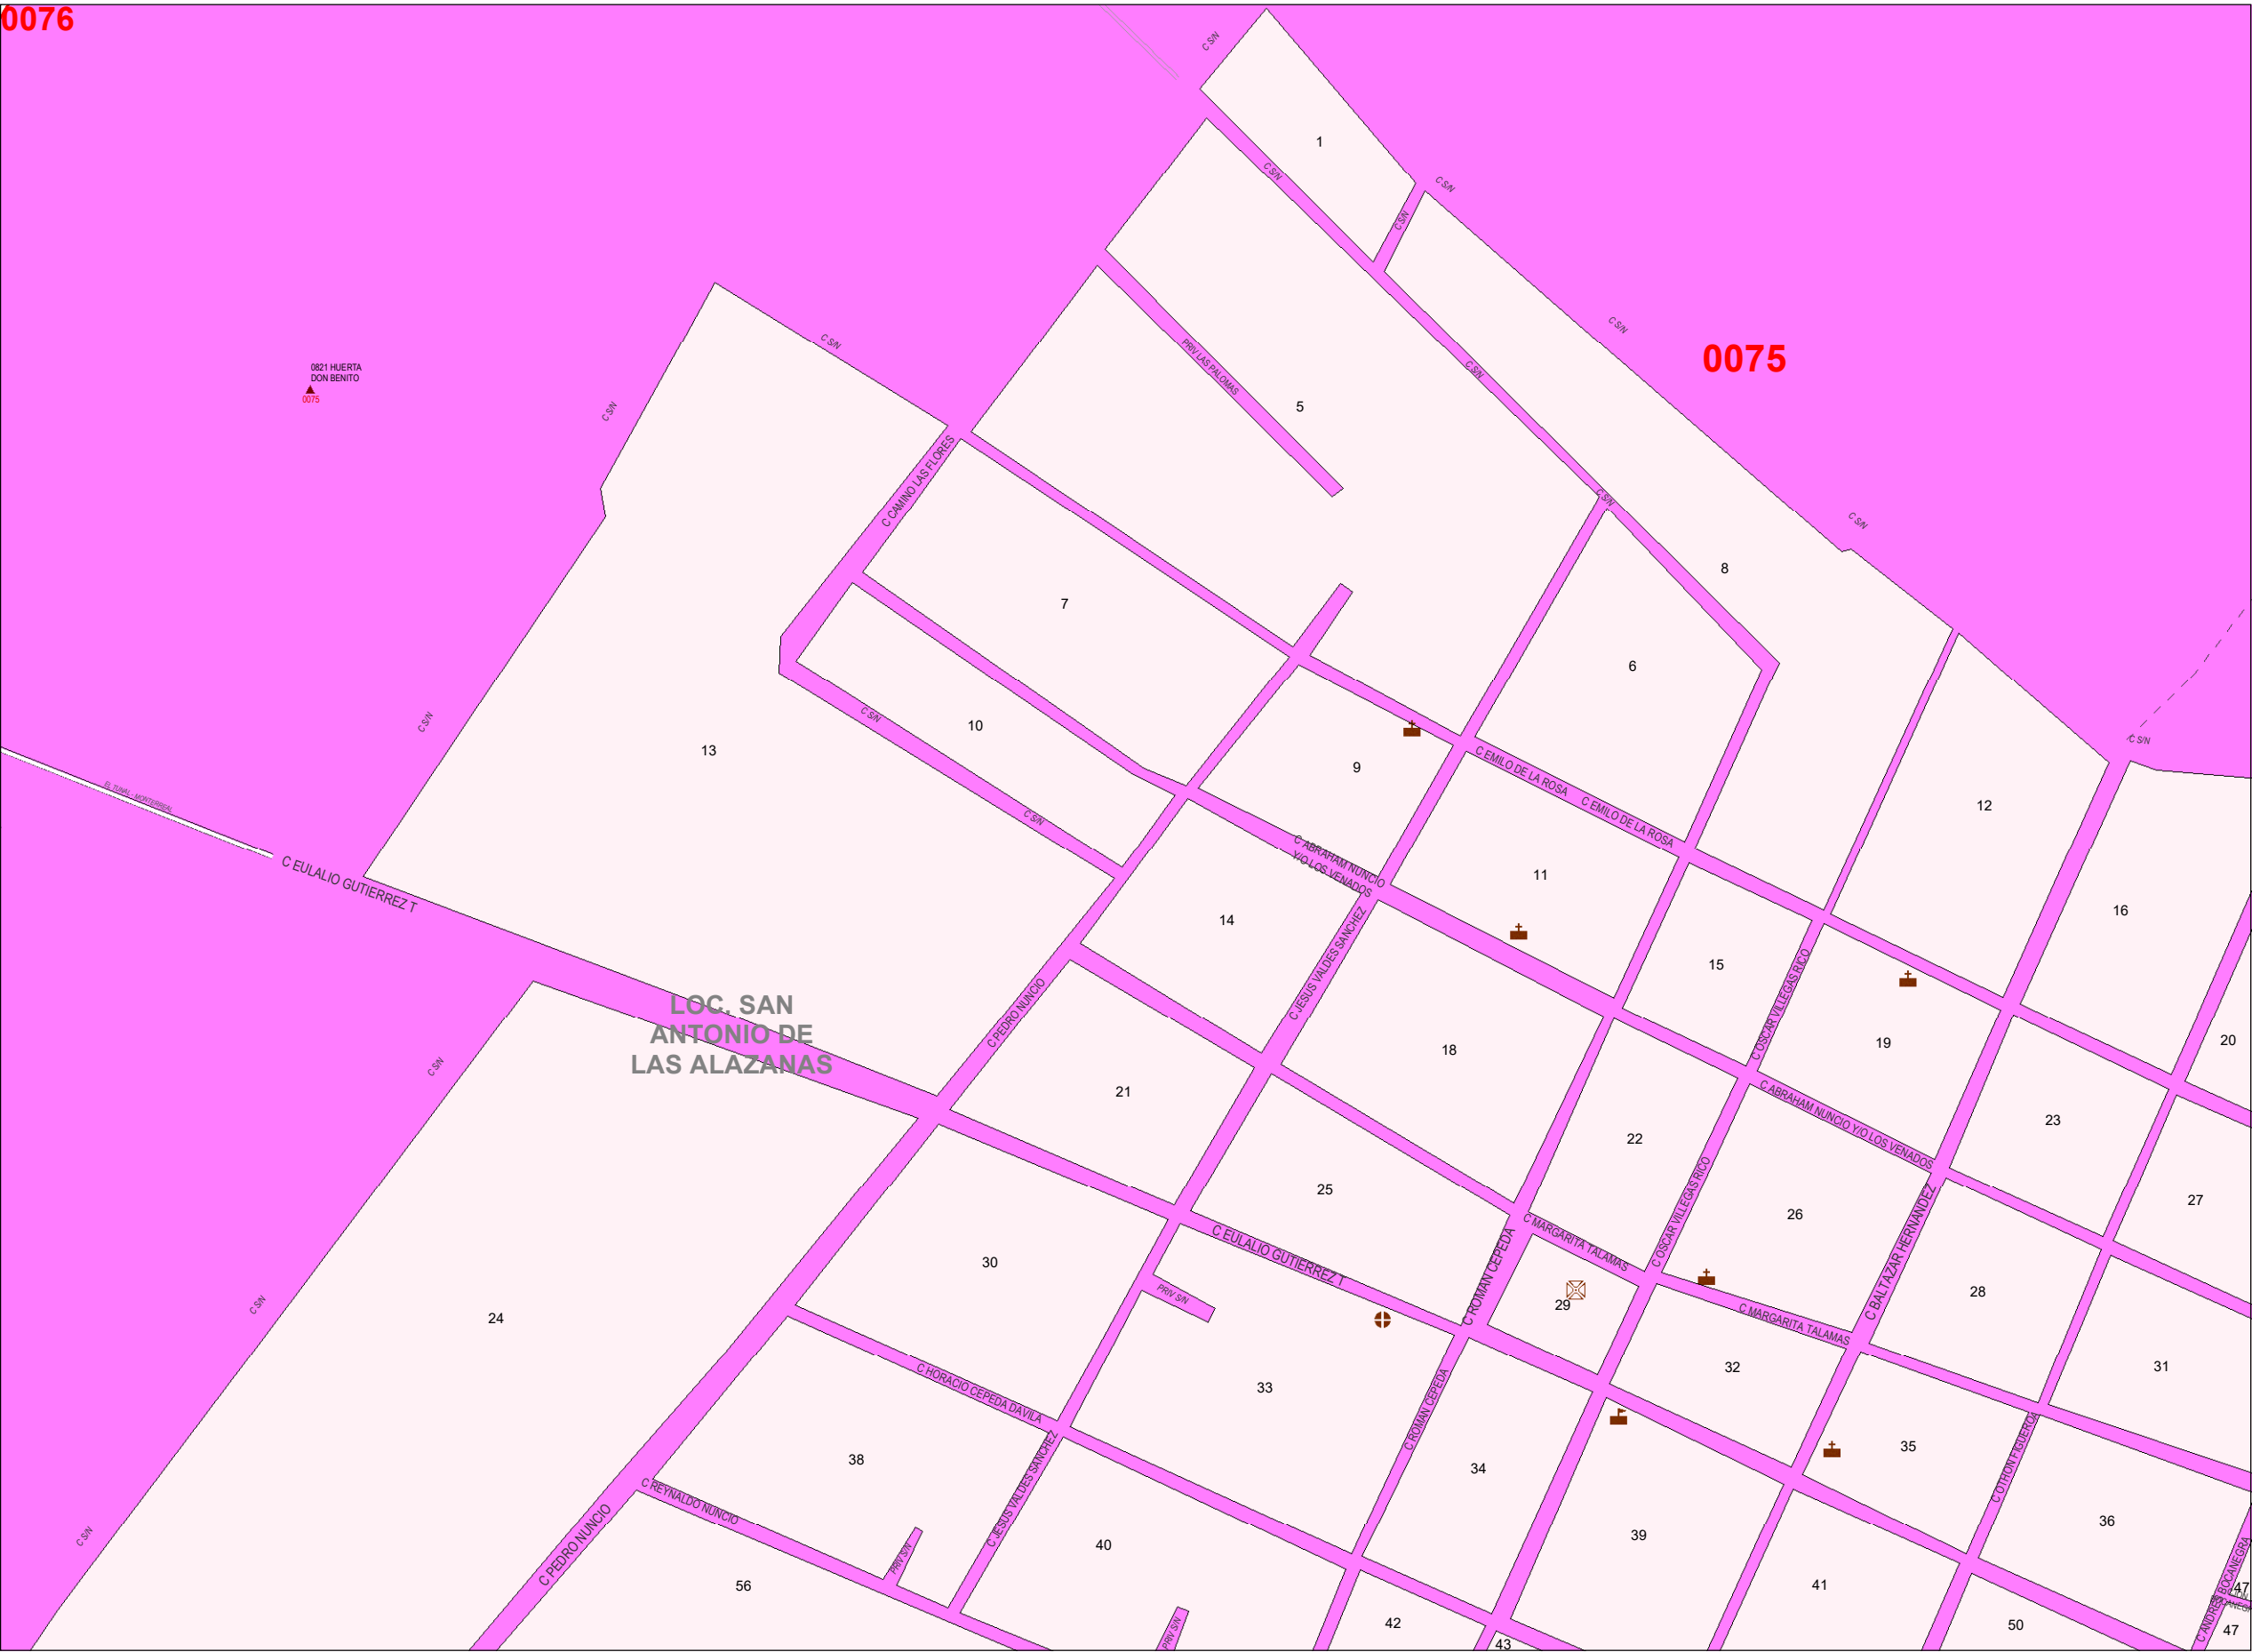 0076
C S/N
1
C S/N
C S/N
C S/N
C S/N
C S/N
0075
PRIV LAS PALOMAS
C S/N
0821 HUERTA
DON BENITO
0075
C S/N
5
C CAMINO LAS FLORES
C S/N
C S/N
8
7
6
C S/N
C S/N
10
13
9
C EMILO DE LA ROSA
C EMILO DE LA ROSA
C S/N
12
EL TUNAL - MONTERREAL
C S/N
C EULALIO GUTIERREZ T
C ABRAHAM NUNCIO
Y/O LOS VENADOS
11
16
14
C JESUS VALDES SANCHEZ
15
C OSCAR VILLEGAS RICO
LOC. SAN
ANTONIO DE
LAS ALAZANAS
C PEDRO NUNCIO
18
19
20
C S/N
21
C ABRAHAM NUNCIO Y/O LOS VENADOS
23
22
25
C OSCAR VILLEGAS RICO
26
27
C EULALIO GUTIERREZ T
C MARGARITA TALAMAS
C ROMAN CEPEDA
C BALTAZAR HERNANDEZ
30
PRIV S/N
29
28
C S/N
24
C MARGARITA TALAMAS
32
31
33
C HORACIO CEPEDA DAVILA
C ROMAN CEPEDA
38
34
35
C OTHON FIGUEROA
C REYNALDO NUNCIO
C JESUS VALDES SANCHEZ
C S/N
C PEDRO NUNCIO
PRIV S/N
40
39
36
56
41
C ANDRES BOCANEGRA
47
PRIV S/N
42
43
50
47